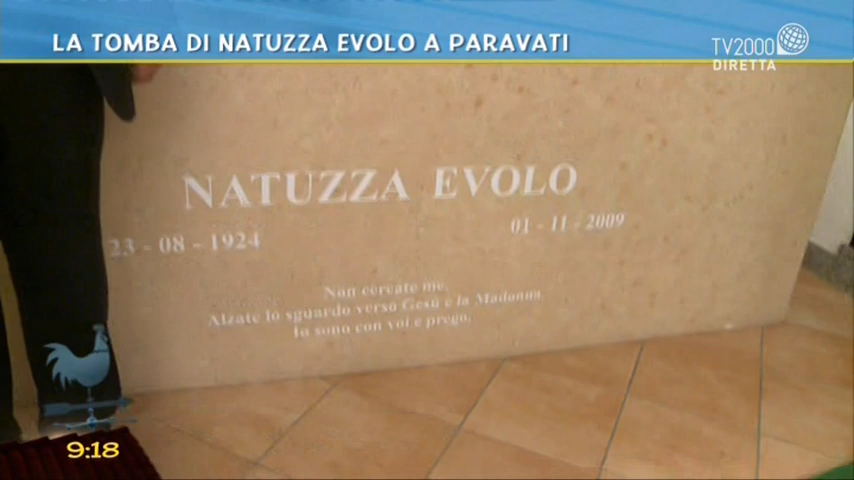 LA TOMBA DI NATUZZA EVOLO A PARAVATI
TV2000
DIRETTA
NATUZZA EVOLO
23 - 08 - 1924
01 - 11 - 2009
Non cercate me,
Alzate lo sguardo verso Gesù e la Madonna.
Io sono con voi e prego.
9:18